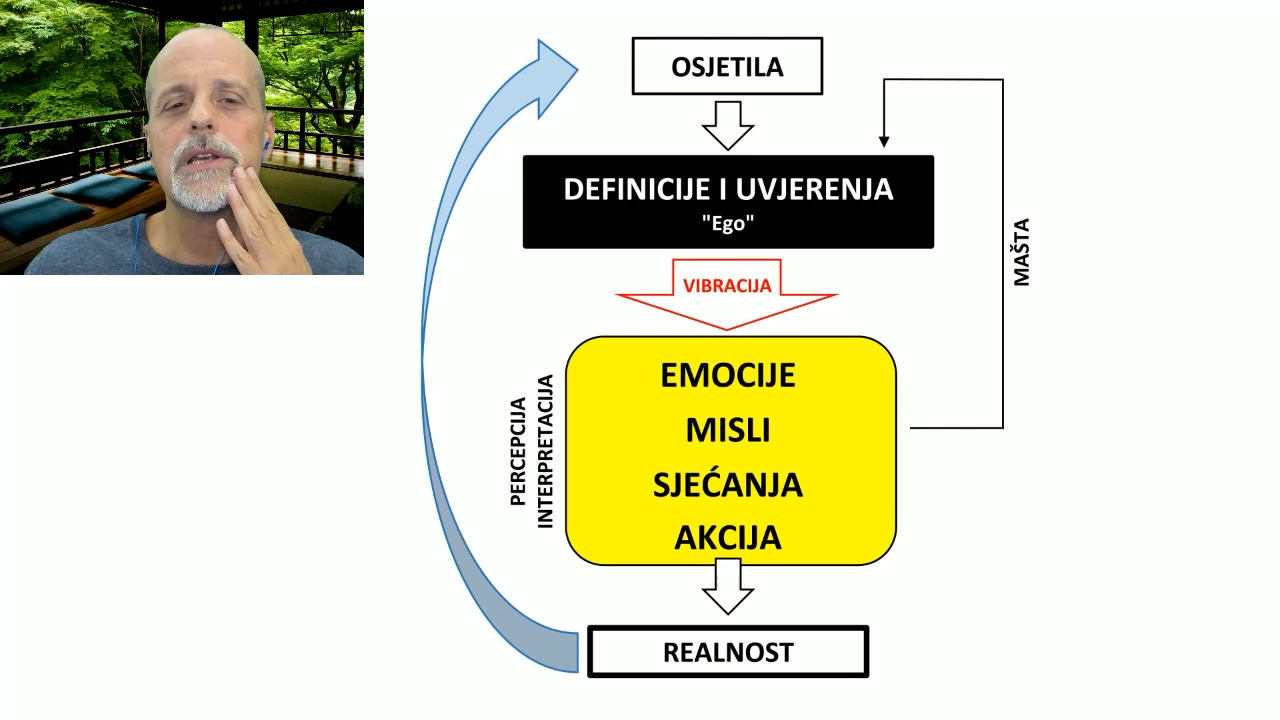 OSJETILA
DEFINICIJE I UVJERENJA
"Ego"
VIBRACIJA
MAŠTA
PERCEPCIJA
INTERPRETACIJA
EMOCIJE
MISLI
SJEĆANJA
AKCIJA
REALNOST